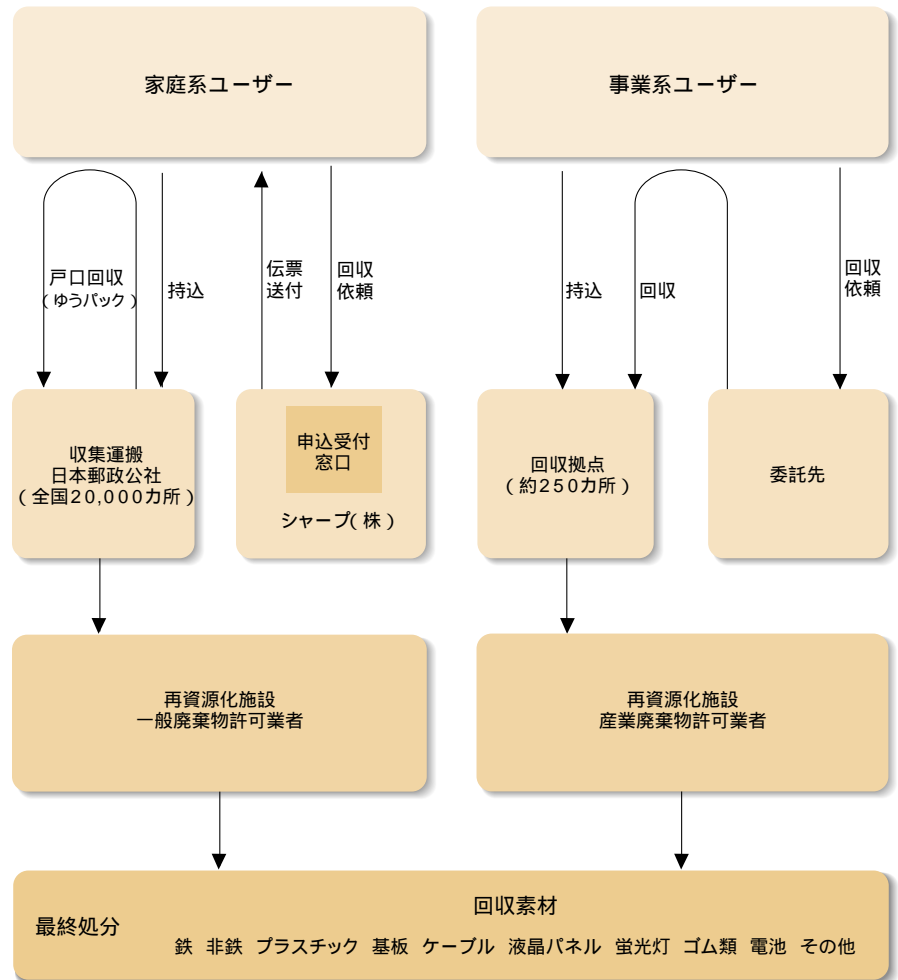 家庭系ユーザー
事業系ユーザー
戸口回収
(ゆうパック)
持込
伝票
送付
回収
依頼
持込
回収
回収
依頼
収集運搬
日本郵政公社
(全国20,000カ所)
申込受付
窓口
シャープ(株)
回収拠点
(約250カ所)
委託先
再資源化施設
一般廃棄物許可業者
再資源化施設
産業廃棄物許可業者
最終処分
回収素材
鉄 非鉄 プラスチック 基板 ケーブル 液晶パネル 蛍光灯 ゴム類 電池 その他